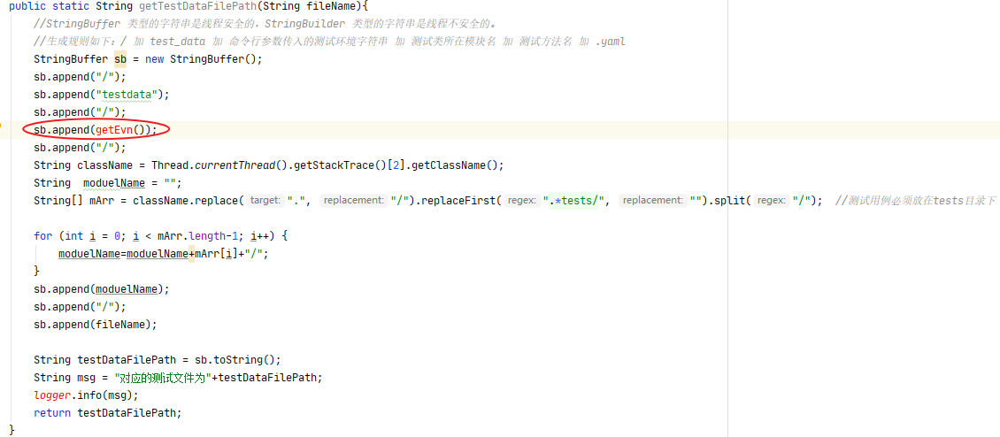 public static String getTestDataFilePath(String fileName){
//StringBuffer 类型的字符串是线程安全的，StringBuilder 类型的字符串是线程不安全的。
//生成规则如下：/ 加 test_data 加 命令行参数传入的测试环境字符串 加 测试类所在模块名 加 测试方法名 加 .yaml
StringBuffer sb = new StringBuffer();
sb.append("/");
sb.append("testdata");
sb.append("/");
sb.append(getEvn());
sb.append("/");
String className = Thread.currentThread().getStackTrace()[2].getClassName();
String  moduelName = "";
String[] mArr = className.replace( target: ".", replacement: "/").replaceFirst( regex: ".*tests/", replacement: "").split( regex: "/");  //测试用例必须放在tests目录下
for (int i = 0; i < mArr.length-1; i++) {
moduelName=moduelName+mArr[i]+"/";
}
sb.append(moduelName);
sb.append("/");
sb.append(fileName);
String testDataFilePath = sb.toString();
String msg = "对应的测试文件为"+testDataFilePath;
logger.info(msg);
return testDataFilePath;
}